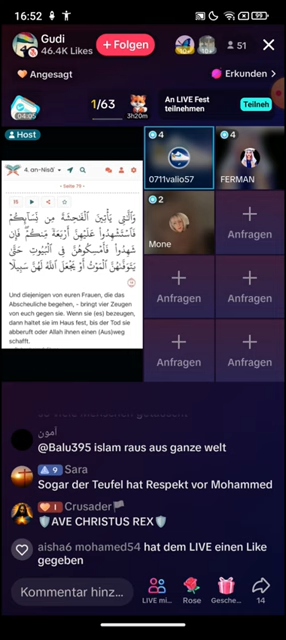 16:52
99
Gudi
46.4K Likes
+ Folgen
51
Angesagt
Erkunden >
04:05
1/63
3h20m
An LIVE Fest
teilnehmen
Teilneh
Host
4. an-Nisāʾ
- Seite 79 -
وَٱلَّـٰتِى يَأْتِينَ ٱلْفَـٰحِشَةَ مِن نِّسَآئِكُمْ
فَٱسْتَشْهِدُوا۟ عَلَيْهِنَّ أَرْبَعَةً مِّنكُمْ فَإِن
شَهِدُوا۟ فَأَمْسِكُوهُنَّ فِى ٱلْبُيُوتِ حَتَّىٰ
يَتَوَفَّىٰهُنَّ ٱلْمَوْتُ أَوْ يَجْعَلَ ٱللَّهُ لَهُنَّ سَبِيلًا
Und diejenigen von euren Frauen, die das
Abscheuliche begehen, - bringt vier Zeugen
von euch gegen sie. Wenn sie (es) bezeugen,
dann haltet sie im Haus fest, bis der Tod sie
abberuft oder Allah ihnen einen (Aus)weg
schafft.
4
0711valio57
4
FERMAN
2
Mone
+
Anfragen
+
Anfragen
+
Anfragen
+
Anfragen
+
Anfragen
امون
@Balu395 islam raus aus ganze welt
9 Sara
Sogar der Teufel hat Respekt vor Mohammed
1 Crusader
AVE CHRISTUS REX
aisha6 mohamed54 hat dem LIVE einen Like
gegeben
Kommentar hinz...
LIVE mi...
Rose
Gesche...
14